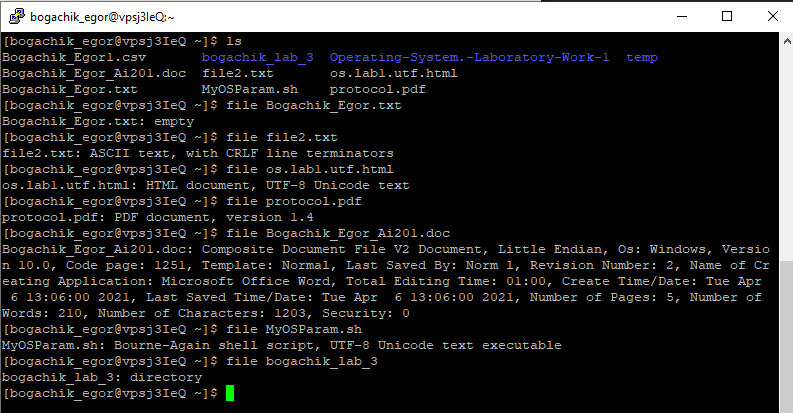 bogachik_egor@vpsj3IeQ:~
[bogachik_egor@vpsj3IeQ ~]$ ls
Bogachik_Egor1.csv      bogachik_lab_3  Operating-System.-Laboratory-Work-1  temp
Bogachik_Egor_Ai201.doc  file2.txt       os.lab1.utf.html
Bogachik_Egor.txt        MyOSParam.sh    protocol.pdf
[bogachik_egor@vpsj3IeQ ~]$ file Bogachik_Egor.txt
Bogachik_Egor.txt: empty
[bogachik_egor@vpsj3IeQ ~]$ file file2.txt
file2.txt: ASCII text, with CRLF line terminators
[bogachik_egor@vpsj3IeQ ~]$ file os.lab1.utf.html
os.lab1.utf.html: HTML document, UTF-8 Unicode text
[bogachik_egor@vpsj3IeQ ~]$ file protocol.pdf
protocol.pdf: PDF document, version 1.4
[bogachik_egor@vpsj3IeQ ~]$ file Bogachik_Egor_Ai201.doc
Bogachik_Egor_Ai201.doc: Composite Document File V2 Document, Little Endian, Os: Windows, Versio
n 10.0, Code page: 1251, Template: Normal, Last Saved By: Norm l, Revision Number: 2, Name of Cr
eating Application: Microsoft Office Word, Total Editing Time: 01:00, Create Time/Date: Tue Apr
 6 13:06:00 2021, Last Saved Time/Date: Tue Apr  6 13:06:00 2021, Number of Pages: 5, Number of
Words: 210, Number of Characters: 1203, Security: 0
[bogachik_egor@vpsj3IeQ ~]$ file MyOSParam.sh
MyOSParam.sh: Bourne-Again shell script, UTF-8 Unicode text executable
[bogachik_egor@vpsj3IeQ ~]$ file bogachik_lab_3
bogachik_lab_3: directory
[bogachik_egor@vpsj3IeQ ~]$